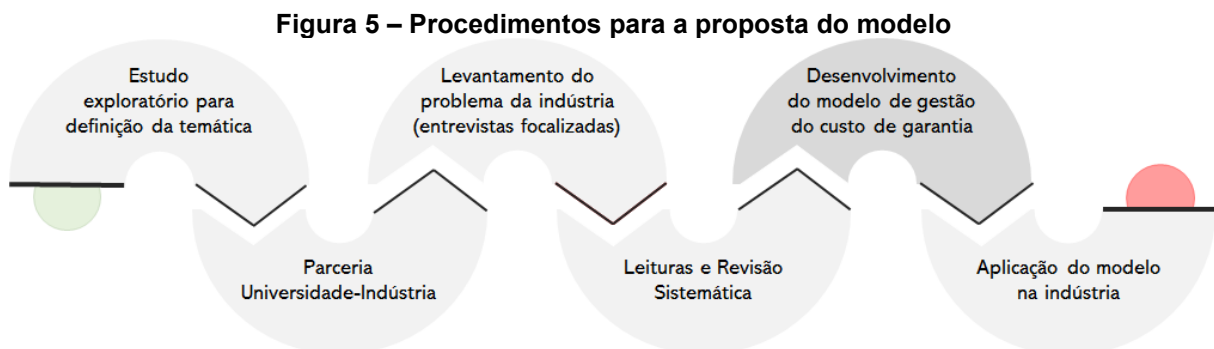 Figura 5 – Procedimentos para a proposta do modelo
Estudo
exploratório para
definição da temática
Parceria
Universidade-Indústria
Levantamento do
problema da indústria
(entrevistas focalizadas)
Leituras e Revisão
Sistemática
Desenvolvimento
do modelo de gestão
do custo de garantia
Aplicação do modelo
na indústria